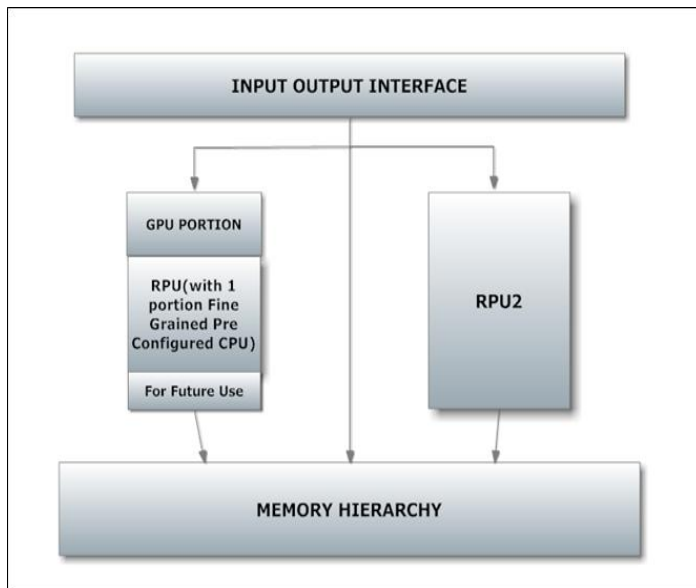 INPUT OUTPUT INTERFACE
GPU PORTION
RPU(with 1
portion Fine
Grained Pre
Configured CPU)
For Future Use
RPU2
MEMORY HIERARCHY